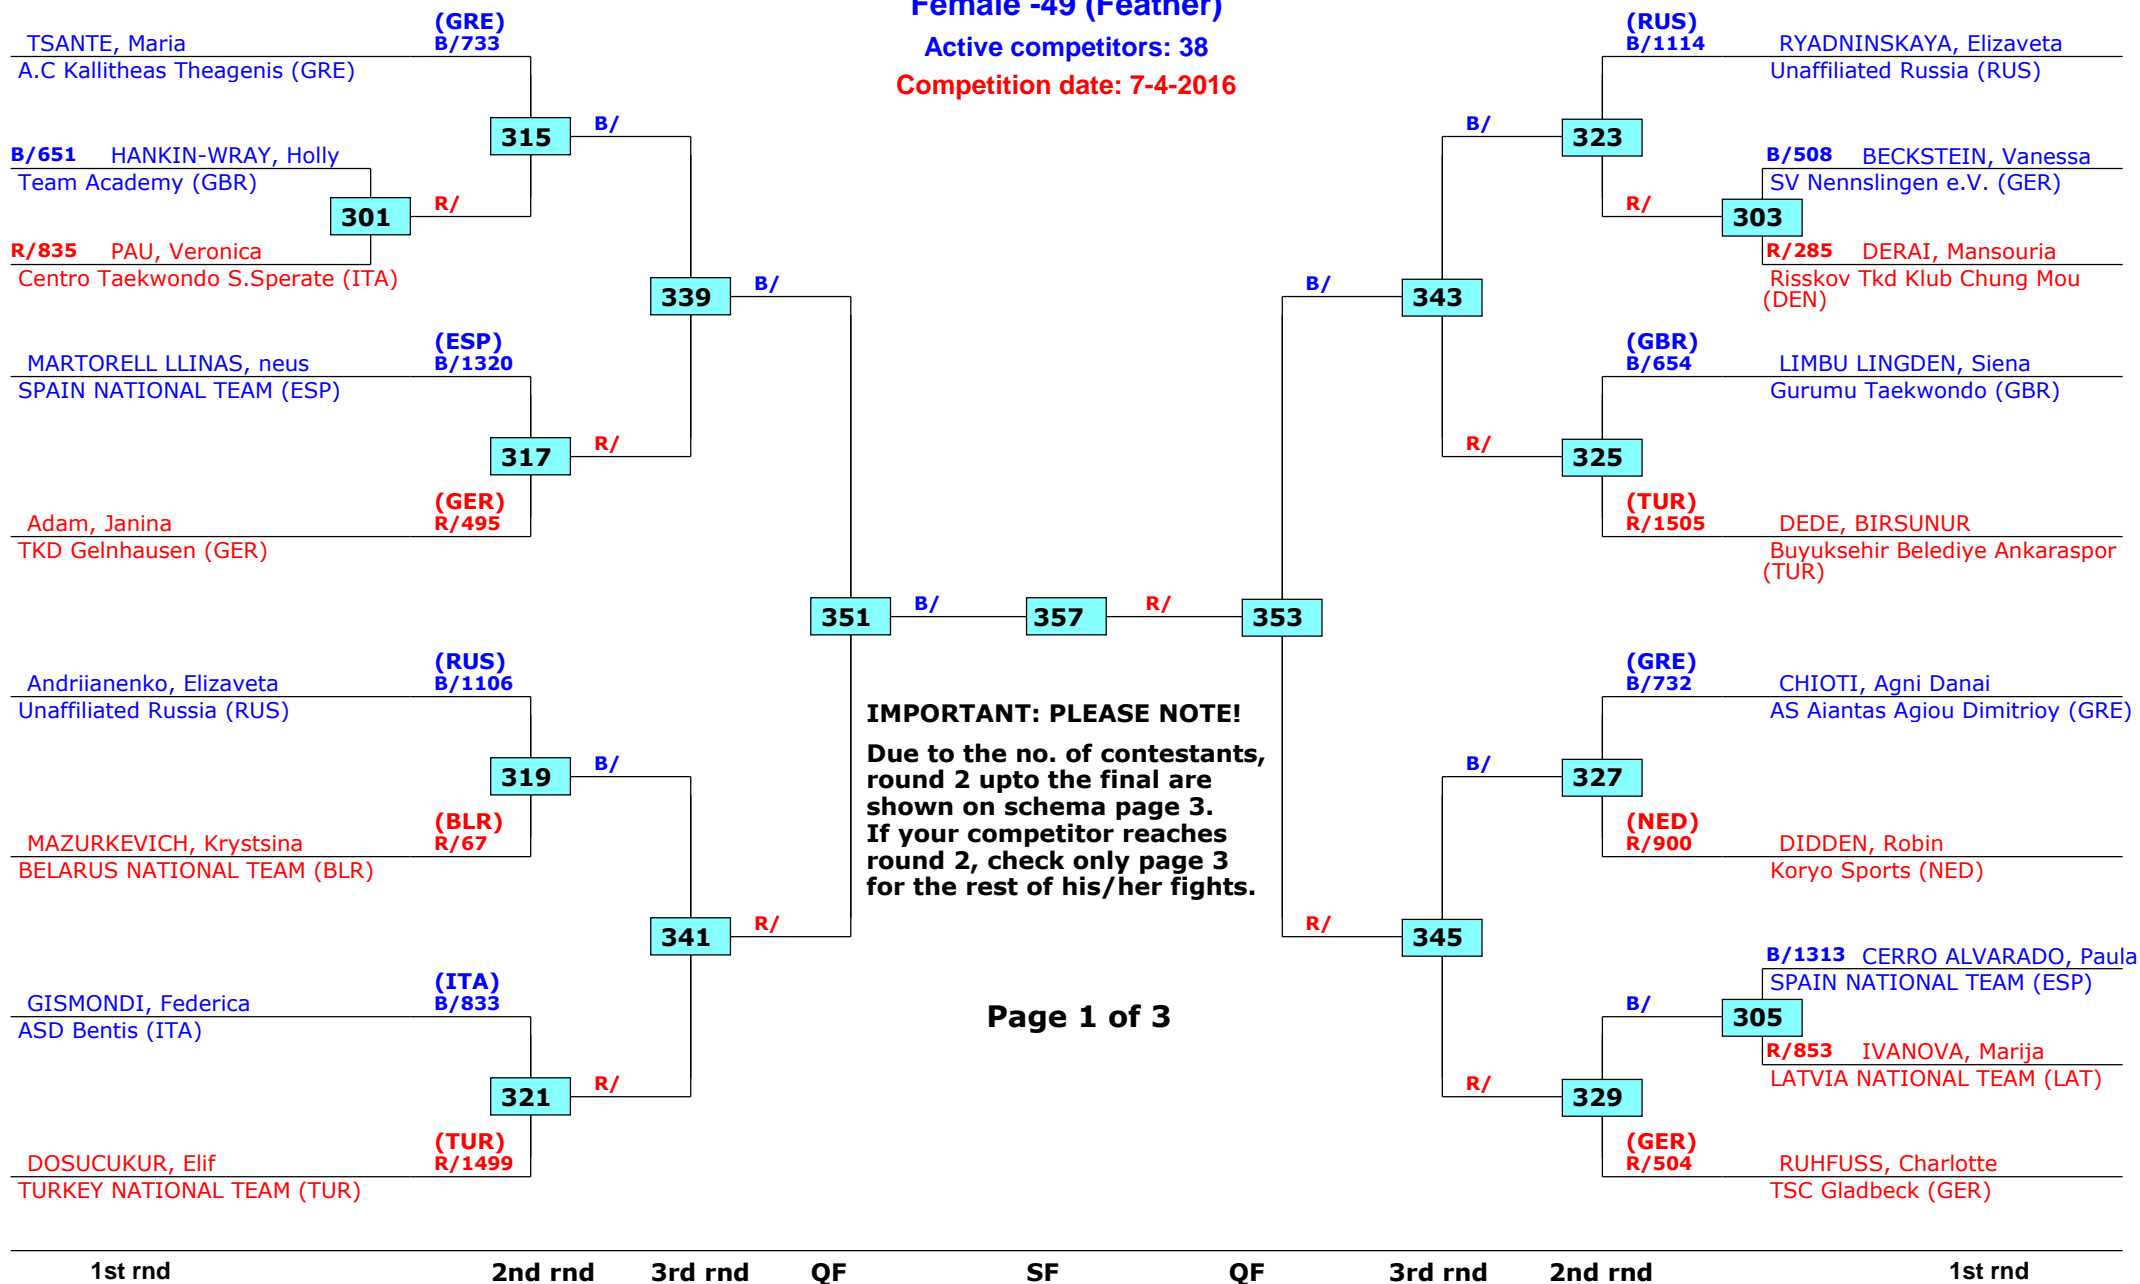 Female -49 (Feather)
Active competitors: 38
Competition date: 7-4-2016
(GRE)
TSANTE, Maria B/733
A.C Kallitheas Theagenis (GRE)
315 B/
B/651 HANKIN-WRAY, Holly
Team Academy (GBR)
301 R/
R/835 PAU, Veronica
Centro Taekwondo S.Sperate (ITA)
339 B/
(ESP)
MARTORELL LLINAS, neus B/1320
SPAIN NATIONAL TEAM (ESP)
317 R/
(GER)
Adam, Janina R/495
TKD Gelnhausen (GER)
351 B/
(RUS)
Andriianenko, Elizaveta B/1106
Unaffiliated Russia (RUS)
319 B/
(BLR)
MAZURKEVICH, Krystsina R/67
BELARUS NATIONAL TEAM (BLR)
341 R/
(ITA)
GISMONDI, Federica B/833
ASD Bentis (ITA)
321 R/
(TUR)
DOSUCUKUR, Elif R/1499
TURKEY NATIONAL TEAM (TUR)
357
IMPORTANT: PLEASE NOTE!
Due to the no. of contestants,
round 2 upto the final are
shown on schema page 3.
If your competitor reaches
round 2, check only page 3
for the rest of his/her fights.
Page 1 of 3
(RUS)
B/1114 RYADNINSKAYA, Elizaveta
Unaffiliated Russia (RUS)
B/ 323
B/508 BECKSTEIN, Vanessa
SV Nennslingen e.V. (GER)
R/ 303
R/285 DERAI, Mansouria
Risskov Tkd Klub Chung Mou
(DEN)
B/ 343
(GBR)
B/654 LIMBU LINGDEN, Siena
Gurumu Taekwondo (GBR)
R/ 325
(TUR)
R/1505 DEDE, BIRSUNUR
Buyuksehir Belediye Ankaraspor
(TUR)
R/ 353
(GRE)
B/732 CHIOTI, Agni Danai
AS Aiantas Agiou Dimitrioy (GRE)
B/ 327
(NED)
R/900 DIDDEN, Robin
Koryo Sports (NED)
R/ 345
B/1313 CERRO ALVARADO, Paula
SPAIN NATIONAL TEAM (ESP)
B/ 305
R/853 IVANOVA, Marija
LATVIA NATIONAL TEAM (LAT)
R/ 329
(GER)
R/504 RUHFUSS, Charlotte
TSC Gladbeck (GER)
1st rnd 2nd rnd 3rd rnd QF SF QF 3rd rnd 2nd rnd 1st rnd